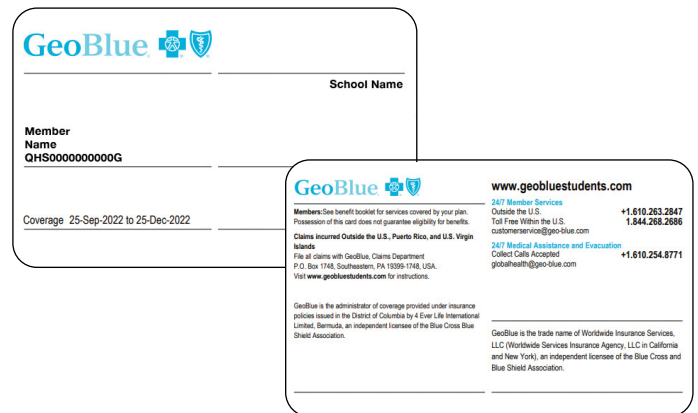 GeoBlue
School Name
Member
Name
QHS0000000000G
Coverage 25-Sep-2022 to 25-Dec-2022
GeoBlue
Members:See benefit booklet for services covered by your plan.
Possession of this card does not guarantee eligibility for benefits.
Claims incurred Outside the U.S., Puerto Rico, and U.S. Virgin
Islands
File all claims with GeoBlue, Claims Department
P.O. Box 1748, Southeastern, PA 19399-1748, USA.
Visit www.geobluestudents.com for instructions.
GeoBlue is the administrator of coverage provided under insurance
policies issued in the District of Columbia by 4 Ever Life International
Limited, Bermuda, an independent licensee of the Blue Cross Blue
Shield Association.
www.geobluestudents.com
24/7 Member Services
Outside the U.S. +1.610.263.2847
Toll Free Within the U.S. 1.844.268.2686
customerservice@geo-blue.com
24/7 Medical Assistance and Evacuation
Collect Calls Accepted +1.610.254.8771
globalhealth@geo-blue.com
GeoBlue is the trade name of Worldwide Insurance Services,
LLC (Worldwide Services Insurance Agency, LLC in California
and New York), an independent licensee of the Blue Cross and
Blue Shield Association.